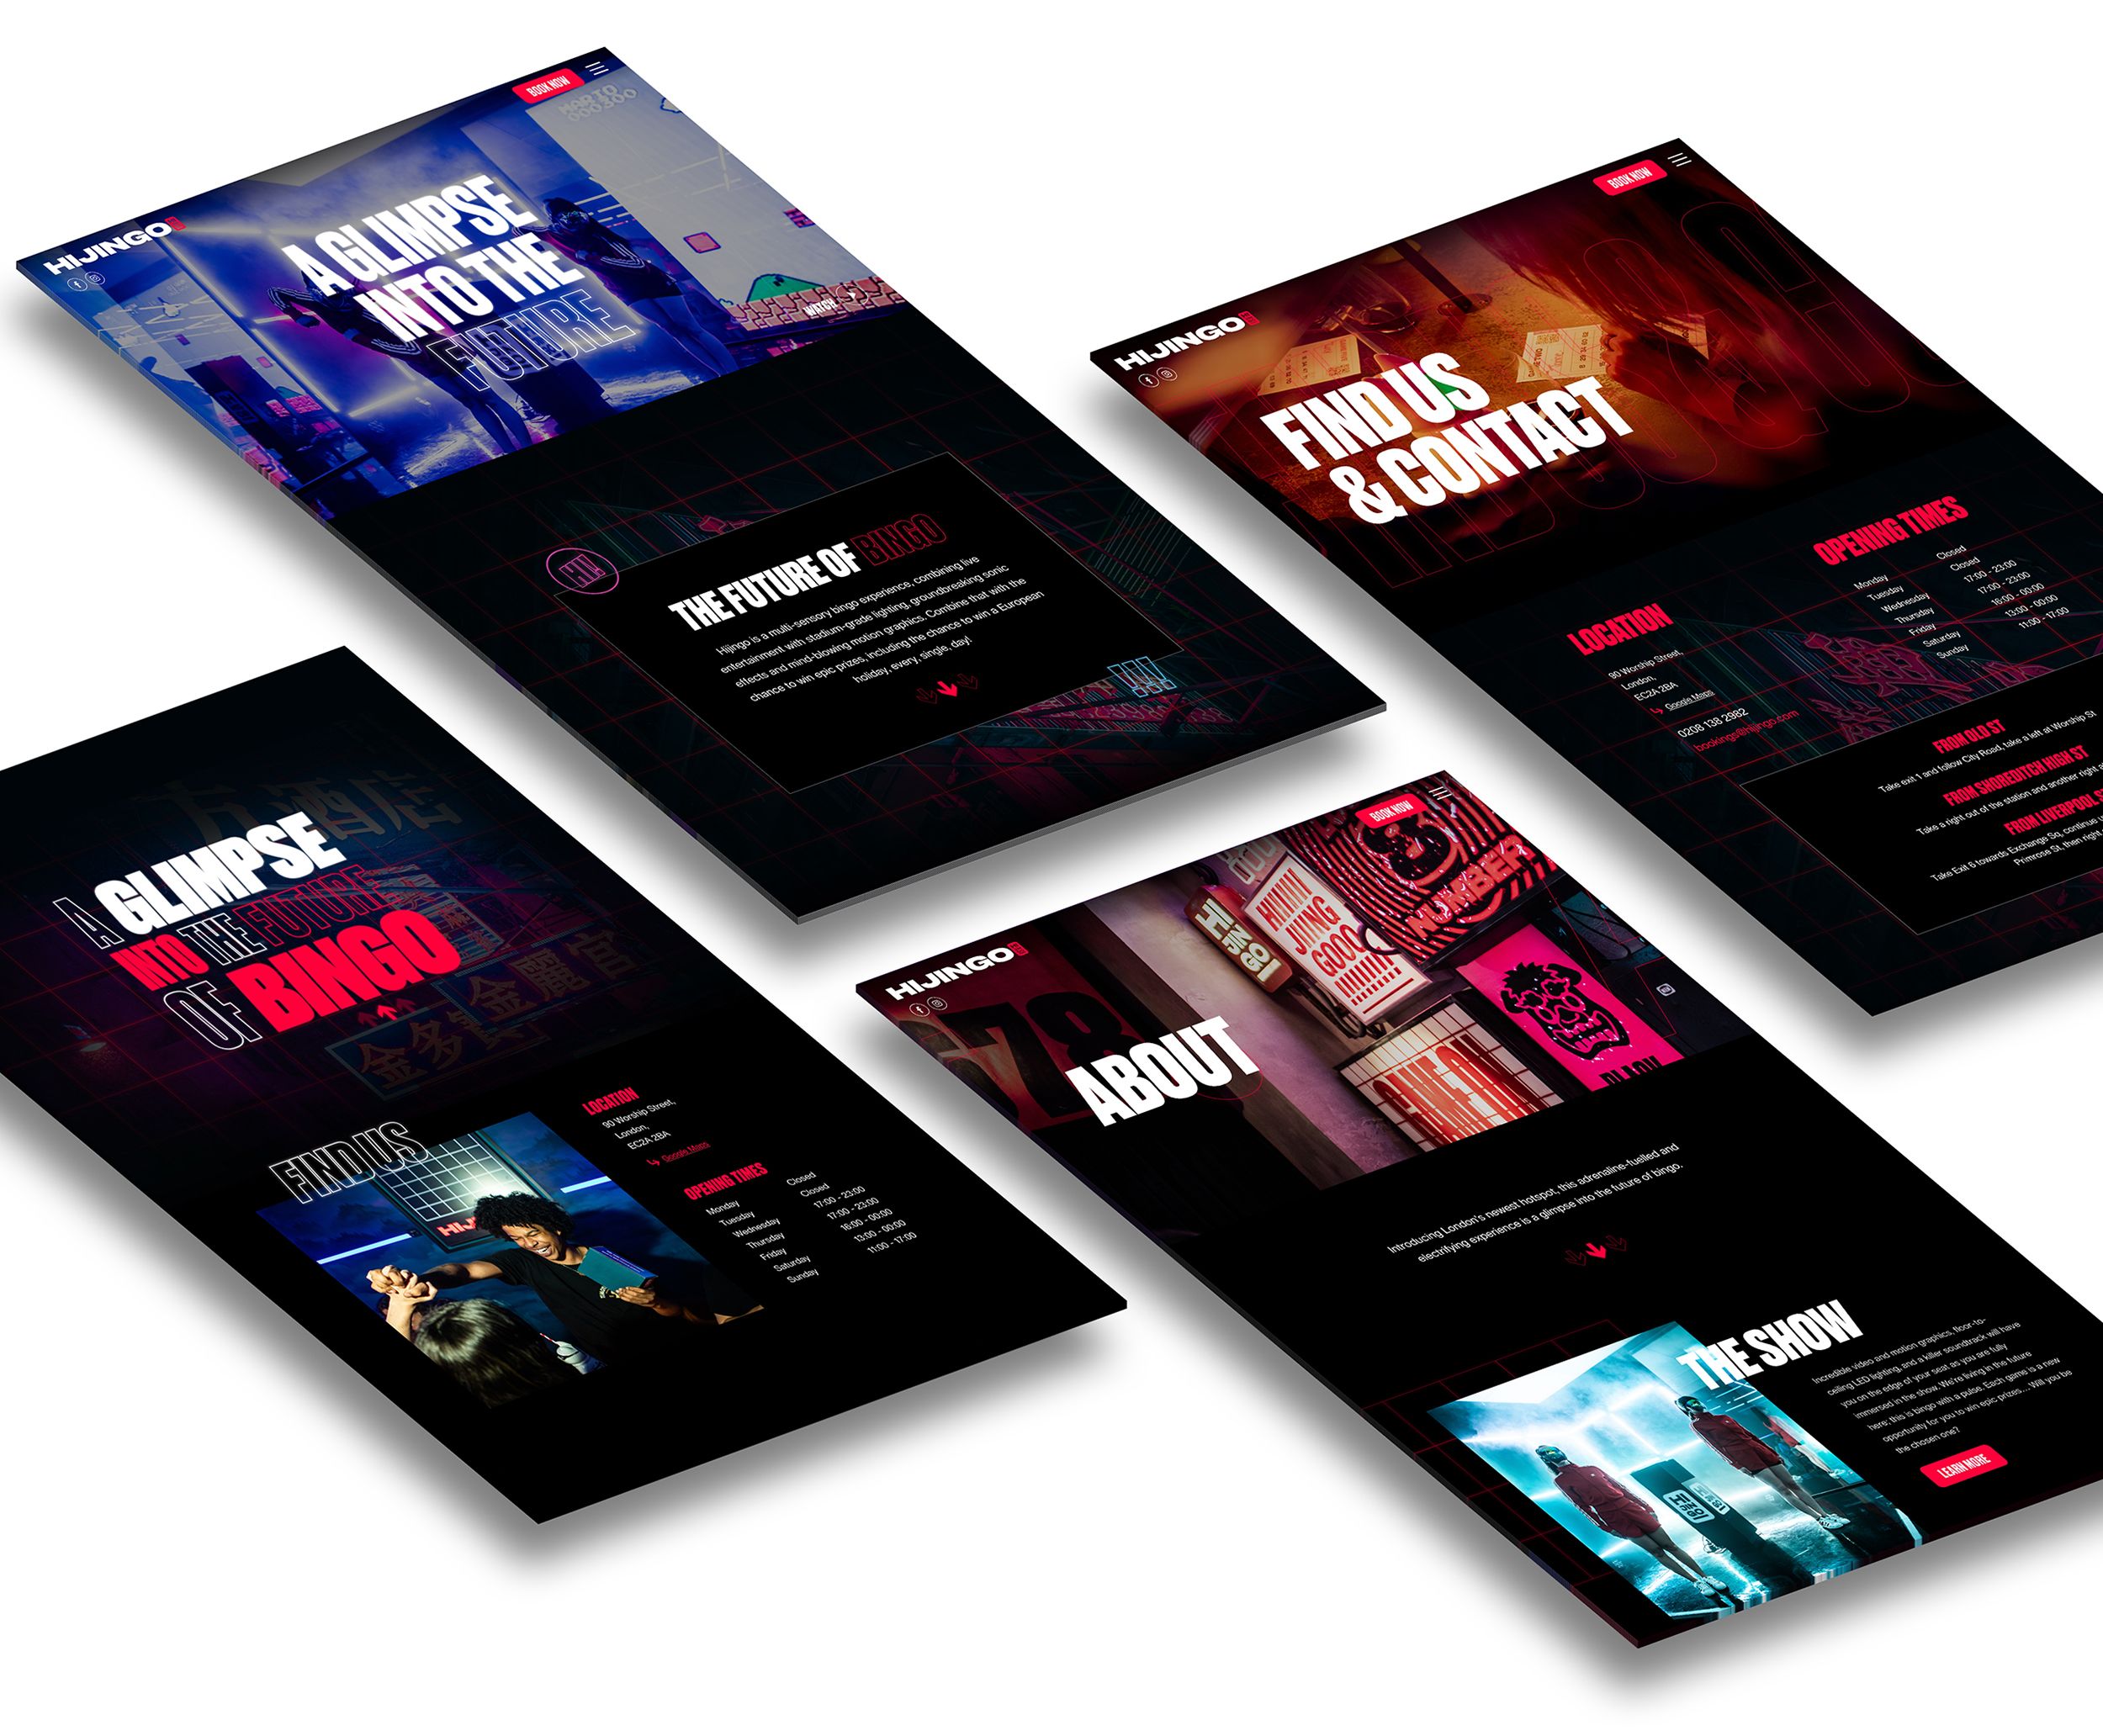 BOOK NOW
HIJINGO
MARIO
000300
A GLIMPSE
INTO THE
FUTURE
WATCH
HI!
THE FUTURE OF BINGO
Hijingo is a multi-sensory bingo experience, combining live
entertainment with stadium-grade lighting, groundbreaking sonic
effects and mind-blowing motion graphics. Combine that with the
chance to win epic prizes, including the chance to win a European
holiday, every, single, day!
BOOK NOW
HIJINGO
FIND US
& CONTACT
LOCATION
90 Worship Street,
London,
EC2A 2BA
Google Maps
0208 138 2982
bookings@hijingo.com
OPENING TIMES
Monday Closed
Tuesday Closed
Wednesday 17:00 - 23:00
Thursday 17:00 - 23:00
Friday 16:00 - 00:00
Saturday 13:00 - 00:00
Sunday 11:00 - 17:00
FROM OLD ST
Take exit 1 and follow City Road, take a left at Worship St
FROM SHOREDITCH HIGH ST
Take a right out of the station and another right a
FROM LIVERPOOL S
Take Exit 6 towards Exchange Sq, continue
Primrose St, then right
A GLIMPSE
INTO THE FUTURE
OF BINGO
金麗官
金多
FIND US
LOCATION
90 Worship Street,
London,
EC2A 2BA
Google Maps
OPENING TIMES
Monday Closed
Tuesday Closed
Wednesday 17:00 - 23:00
Thursday 17:00 - 23:00
Friday 16:00 - 00:00
Saturday 13:00 - 00:00
Sunday 11:00 - 17:00
BOOK NOW
HIJINGO
78
NUMBER
ABOUT
Introducing London's newest hotspot, this adrenaline-fuelled and
electrifying experience is a glimpse into the future of bingo.
THE SHOW
Incredible video and motion graphics, floor-to-
ceiling LED lighting, and a killer soundtrack will have
you on the edge of your seat as you are fully
immersed in the show. We're living in the future
here; this is bingo with a pulse. Each game is a new
opportunity for you to win epic prizes.... Will you be
the chosen one?
LEARN MORE